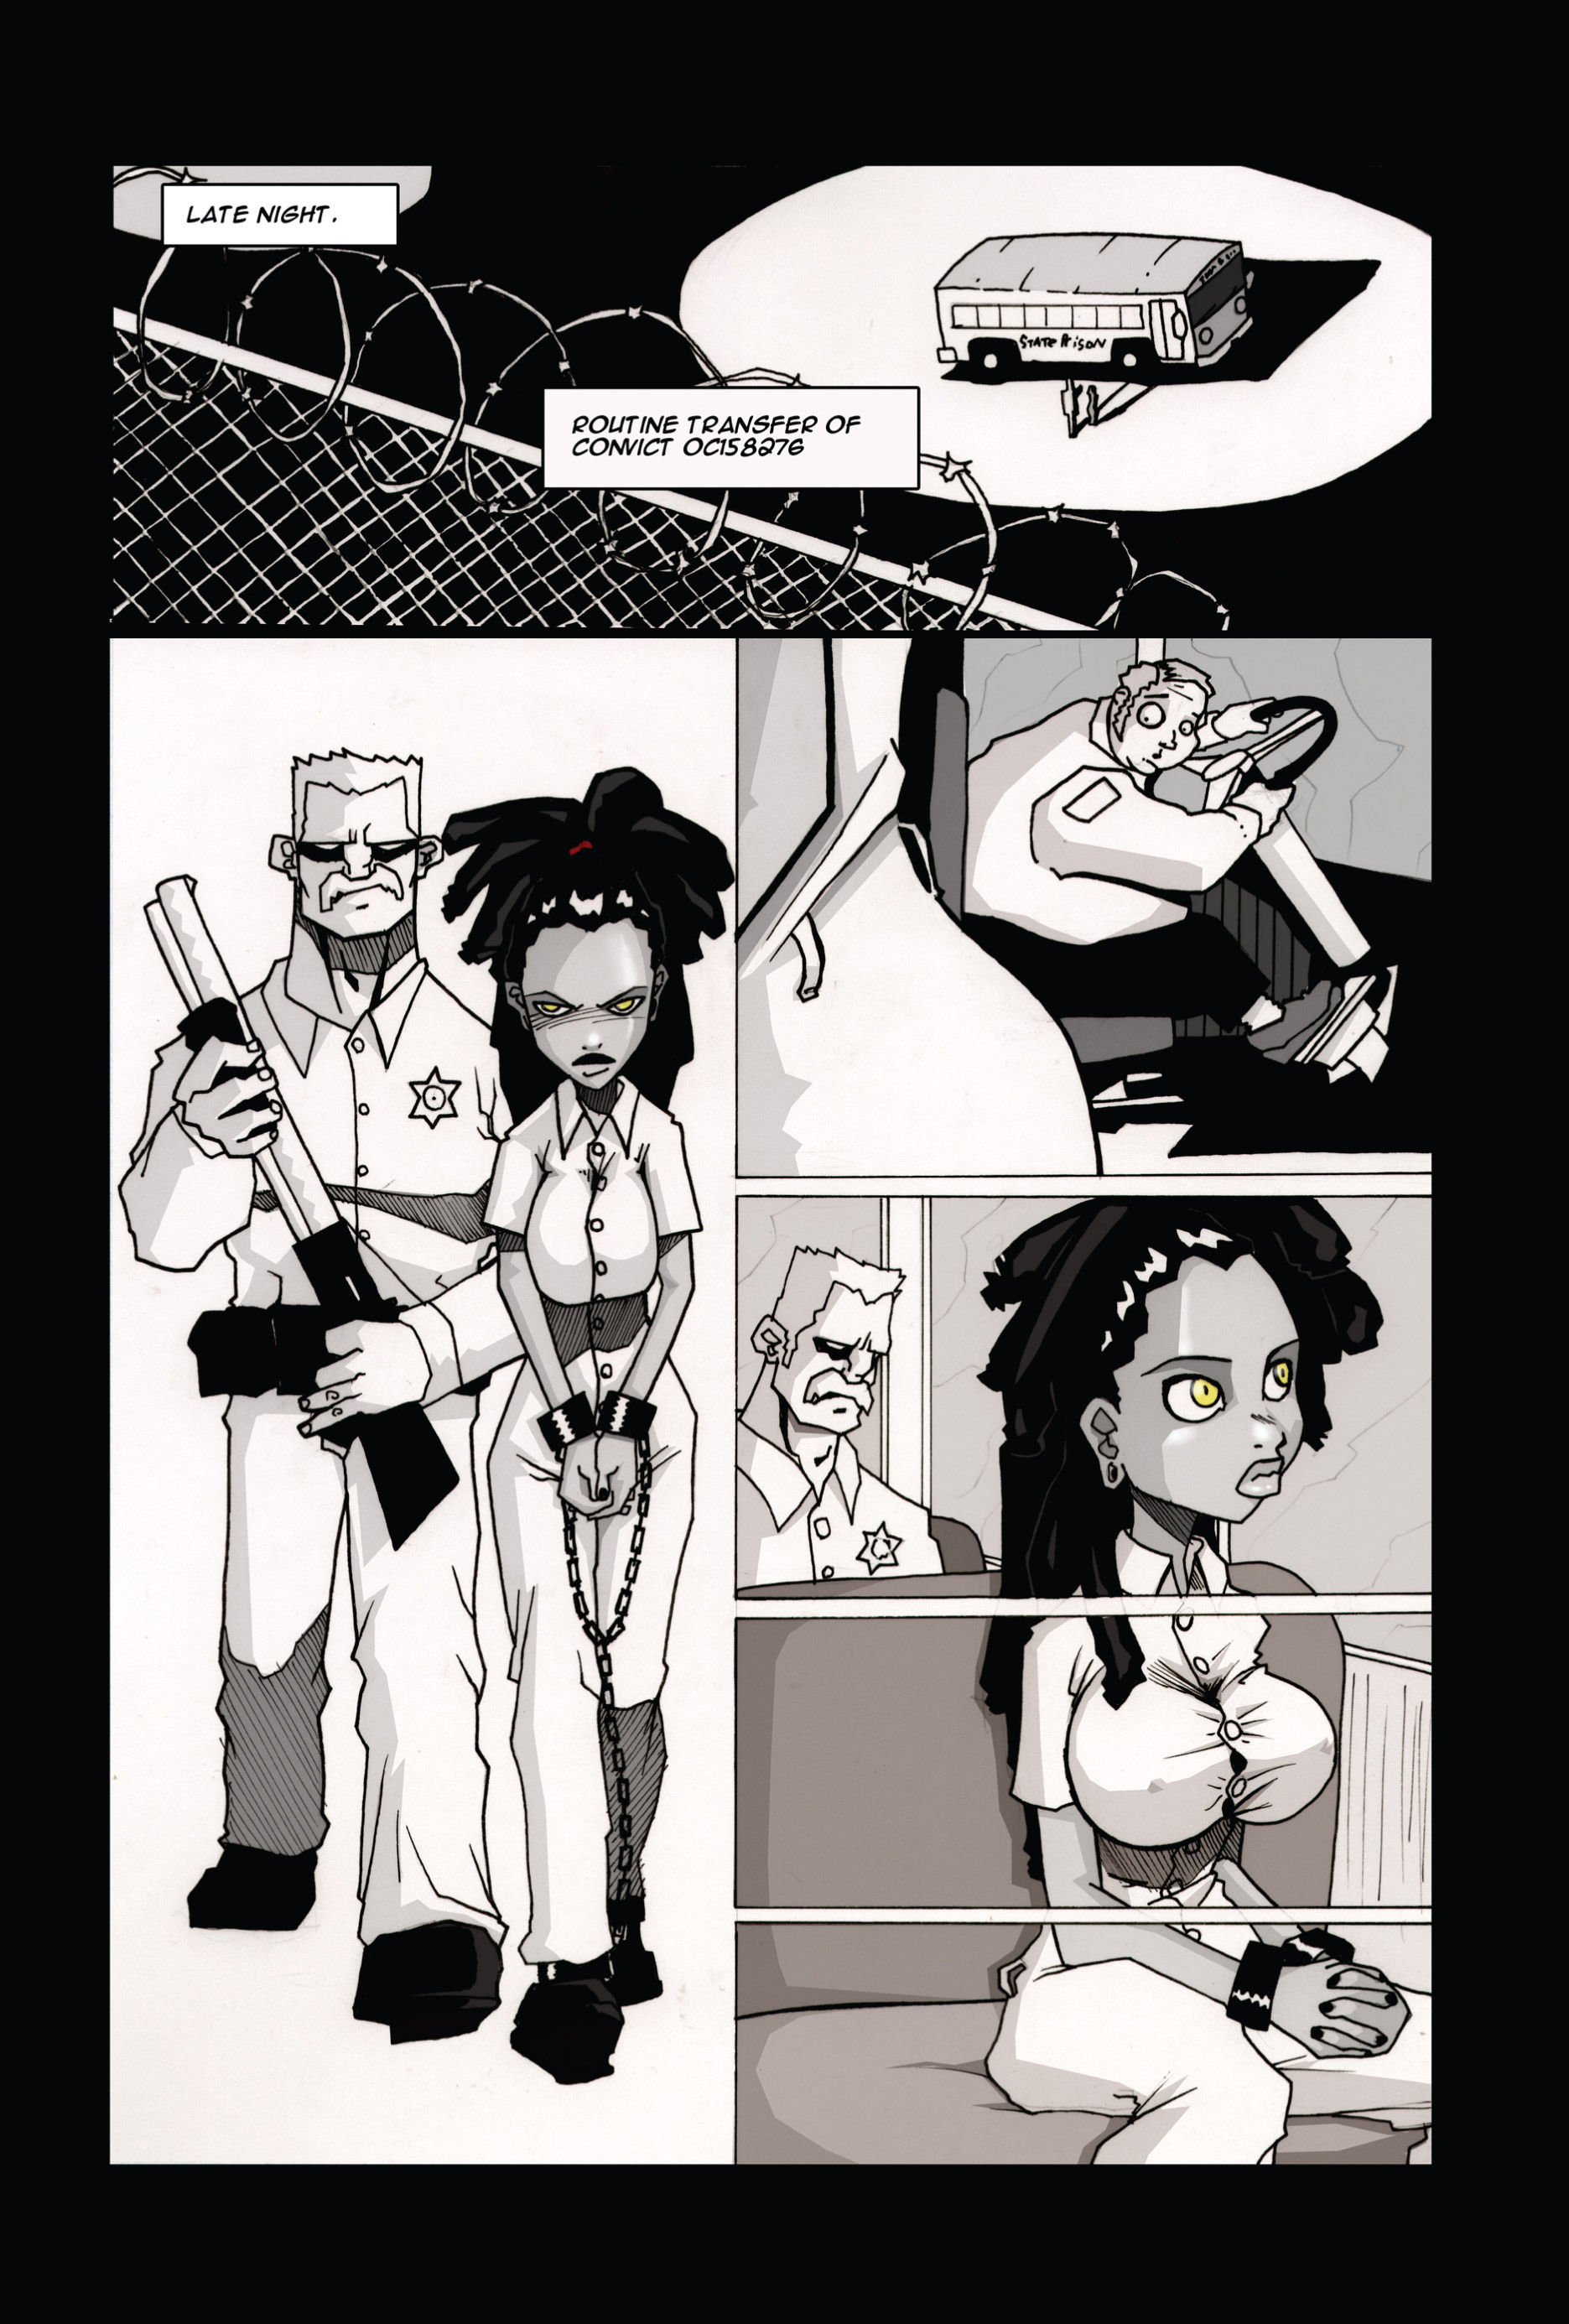 LATE NIGHT.
STATE PRISON
ROUTINE TRANSFER OF
CONVICT OC158276